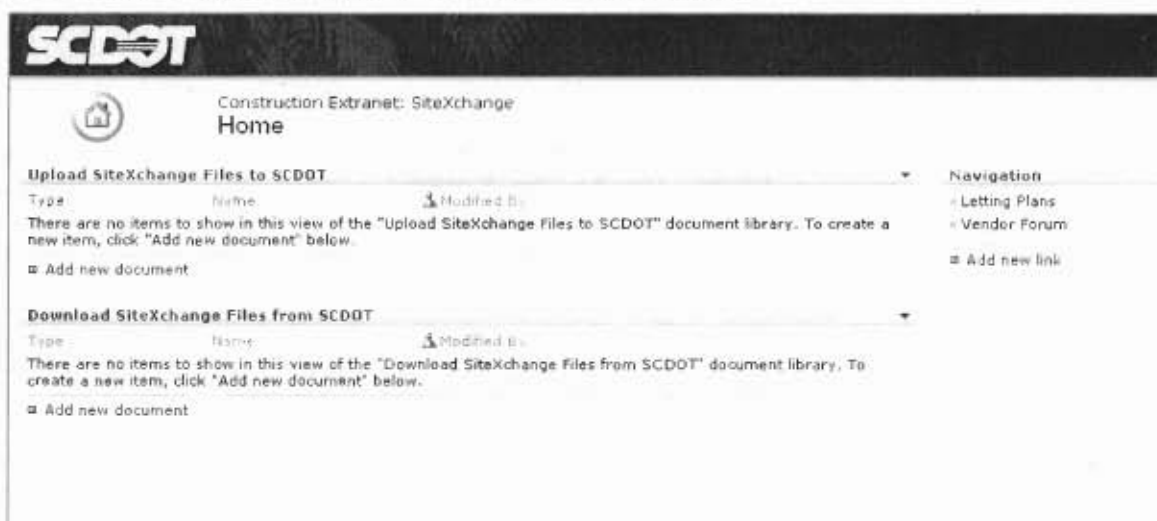 SCDOT
Construction Extranet: SiteXchange
Home
Upload SiteXchange Files to SCDOT
Type Name Modified By
There are no items to show in this view of the "Upload SiteXchange Files to SCDOT" document library. To create a
new item, click "Add new document" below.
Add new document
Download SiteXchange Files from SCDOT
Type Name Modified By
There are no items to show in this view of the "Download SiteXchange Files from SCDOT" document library. To
create a new item, click "Add new document" below.
Add new document
Navigation
Letting Plans
Vendor Forum
Add new link